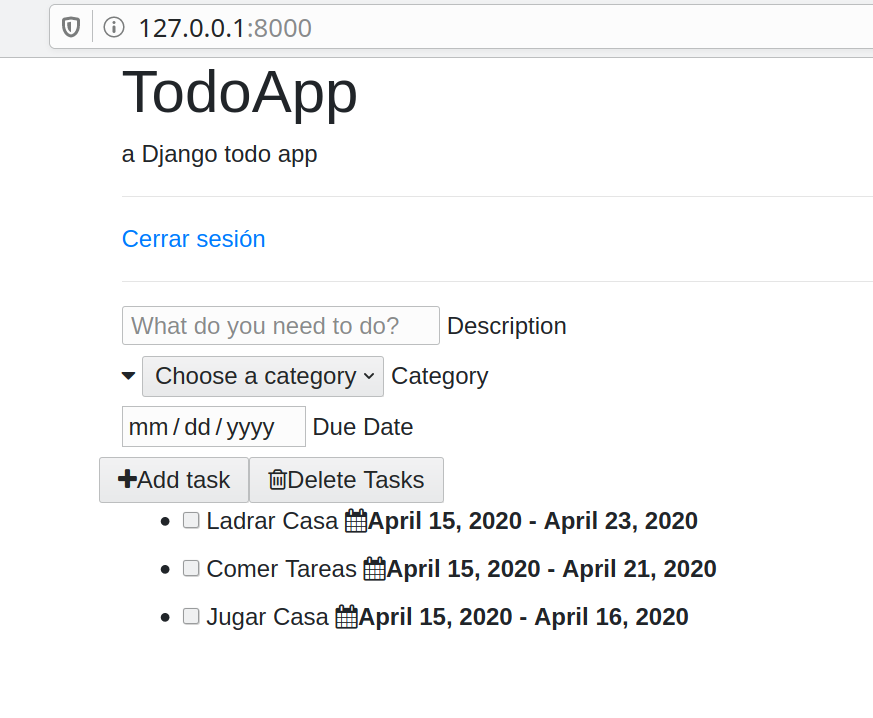 127.0.0.1:8000
TodoApp
a Django todo app
Cerrar sesión
What do you need to do? Description
Choose a category Category
mm / dd / yyyy Due Date
Add task Delete Tasks
Ladrar Casa April 15, 2020 - April 23, 2020
Comer Tareas April 15, 2020 - April 21, 2020
Jugar Casa April 15, 2020 - April 16, 2020